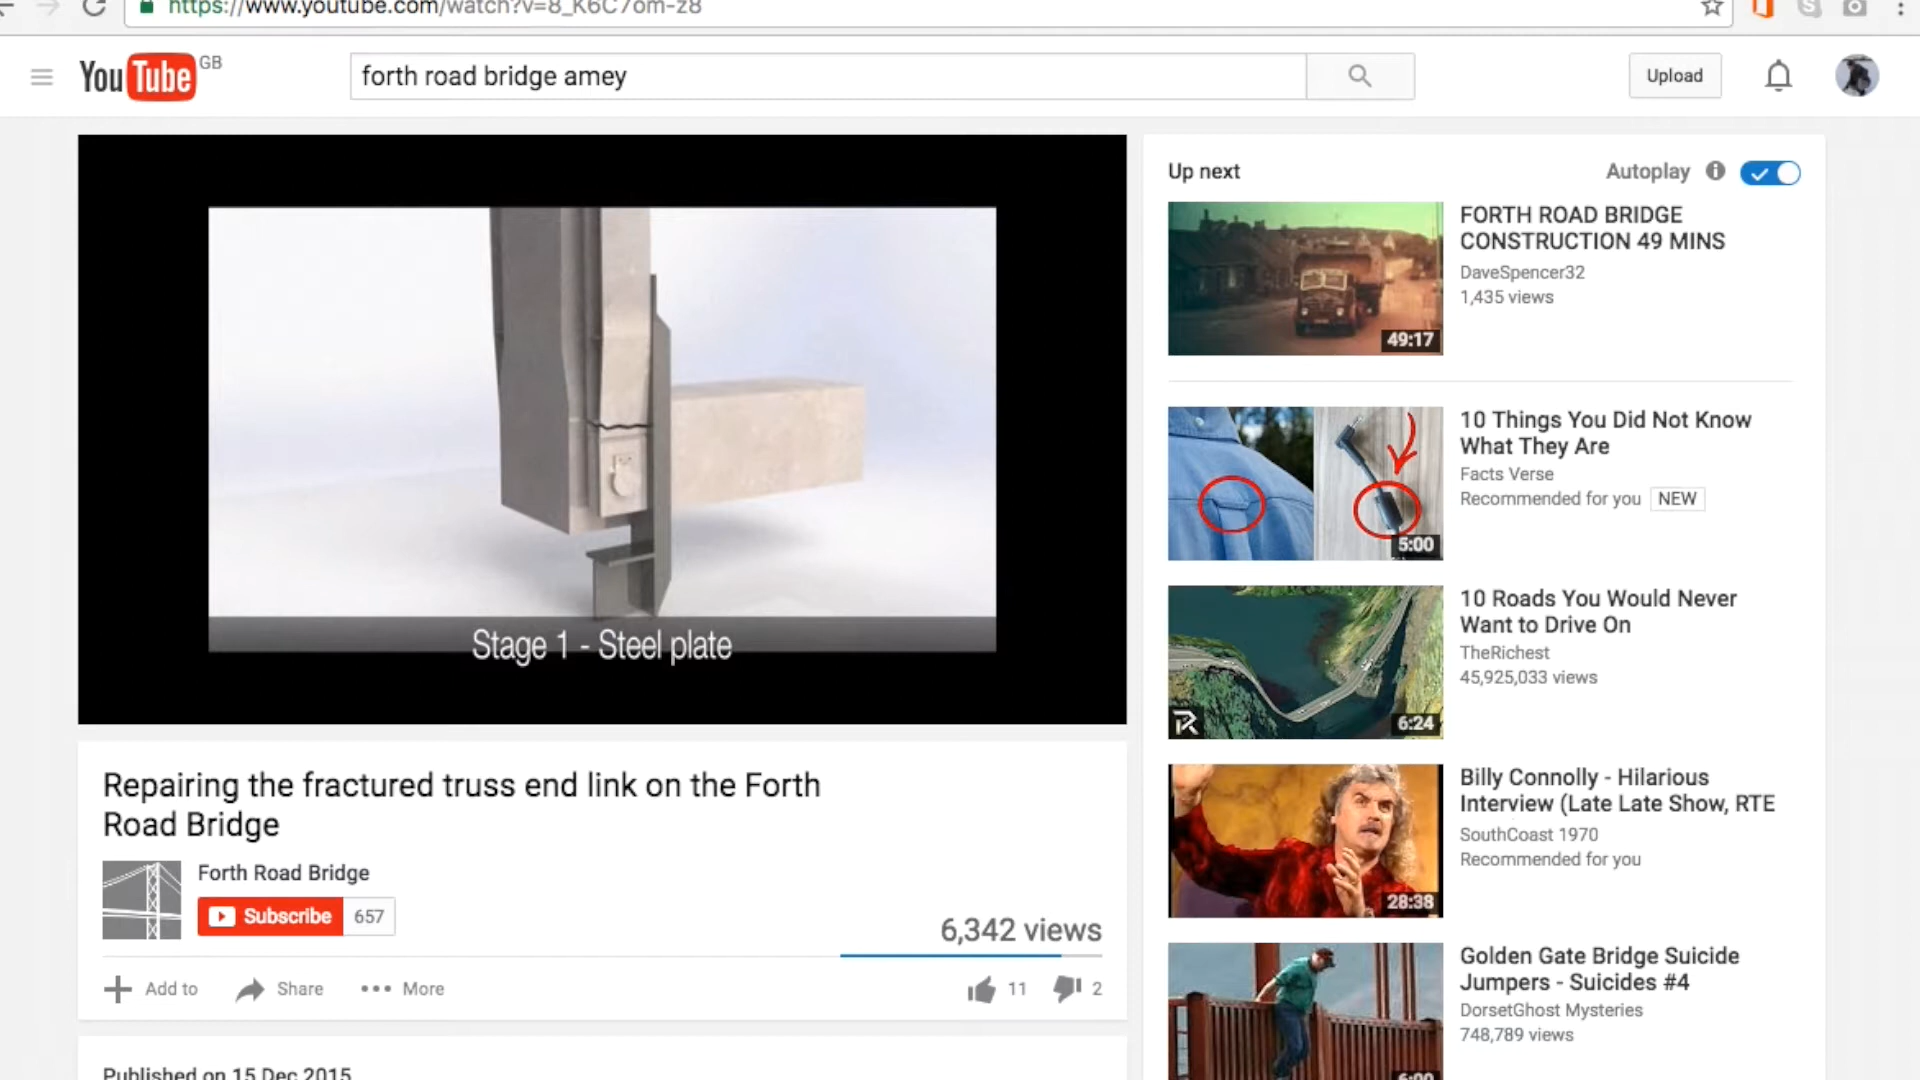 https://www.youtube.com/watch?v=8_K6C7om-z8
YouTube GB
forth road bridge amey
Upload
Stage 1 - Steel plate
Repairing the fractured truss end link on the Forth
Road Bridge
Forth Road Bridge
Subscribe 657
6,342 views
Add to
Share
More
11
2
Published on 15 Dec 2015
Up next
Autoplay
FORTH ROAD BRIDGE
CONSTRUCTION 49 MINS
DaveSpencer32
1,435 views
49:17
10 Things You Did Not Know
What They Are
Facts Verse
Recommended for you NEW
5:00
10 Roads You Would Never
Want to Drive On
TheRichest
45,925,033 views
6:24
Billy Connolly - Hilarious
Interview (Late Late Show, RTE
SouthCoast 1970
Recommended for you
28:38
Golden Gate Bridge Suicide
Jumpers - Suicides #4
DorsetGhost Mysteries
748,789 views